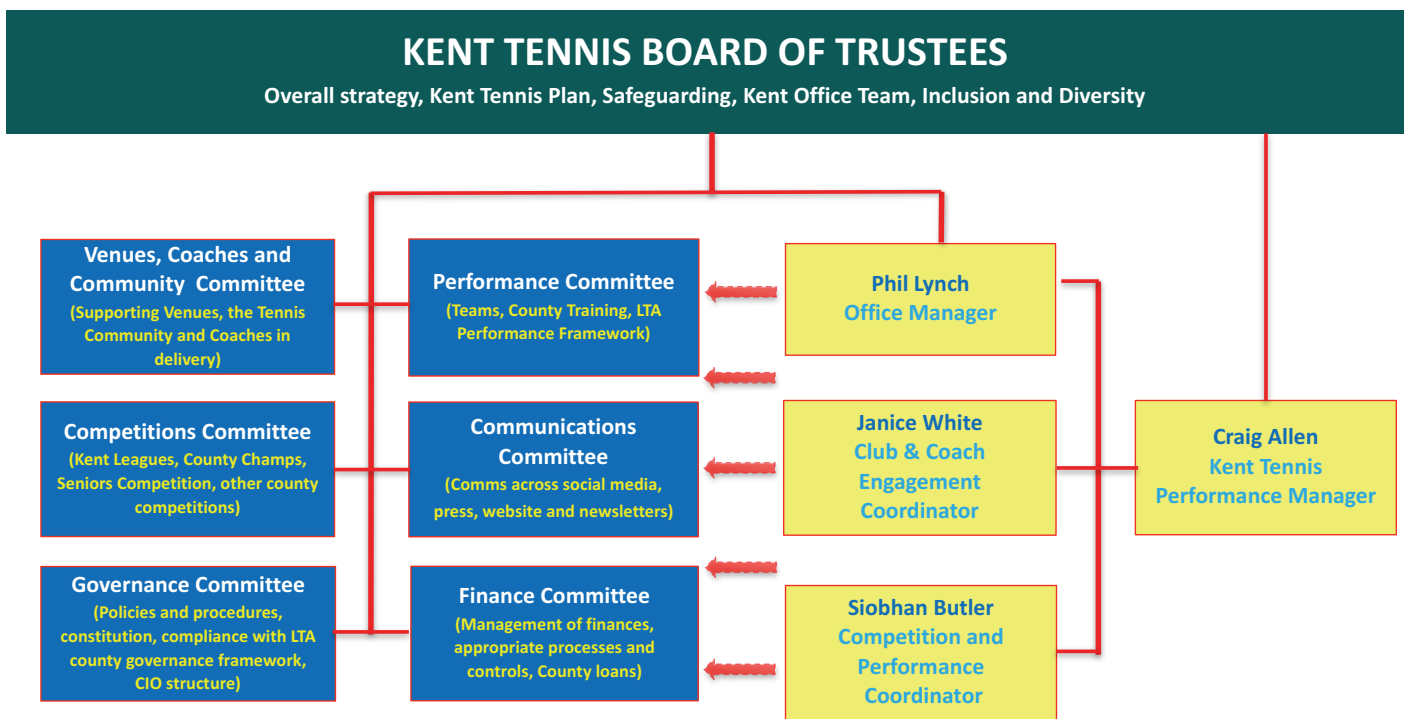 KENT TENNIS BOARD OF TRUSTEES
Overall strategy, Kent Tennis Plan, Safeguarding, Kent Office Team, Inclusion and Diversity
Venues, Coaches and
Community Committee
(Supporting Venues, the Tennis
Community and Coaches in
delivery)
Performance Committee
(Teams, County Training, LTA
Performance Framework)
Phil Lynch
Office Manager
Competitions Committee
(Kent Leagues, County Champs,
Seniors Competition, other county
competitions)
Communications
Committee
(Comms across social media,
press, website and newsletters)
Janice White
Club & Coach
Engagement
Coordinator
Craig Allen
Kent Tennis
Performance Manager
Governance Committee
(Policies and procedures,
constitution, compliance with LTA
county governance framework,
CIO structure)
Finance Committee
(Management of finances,
appropriate processes and
controls, County loans)
Siobhan Butler
Competition and
Performance
Coordinator